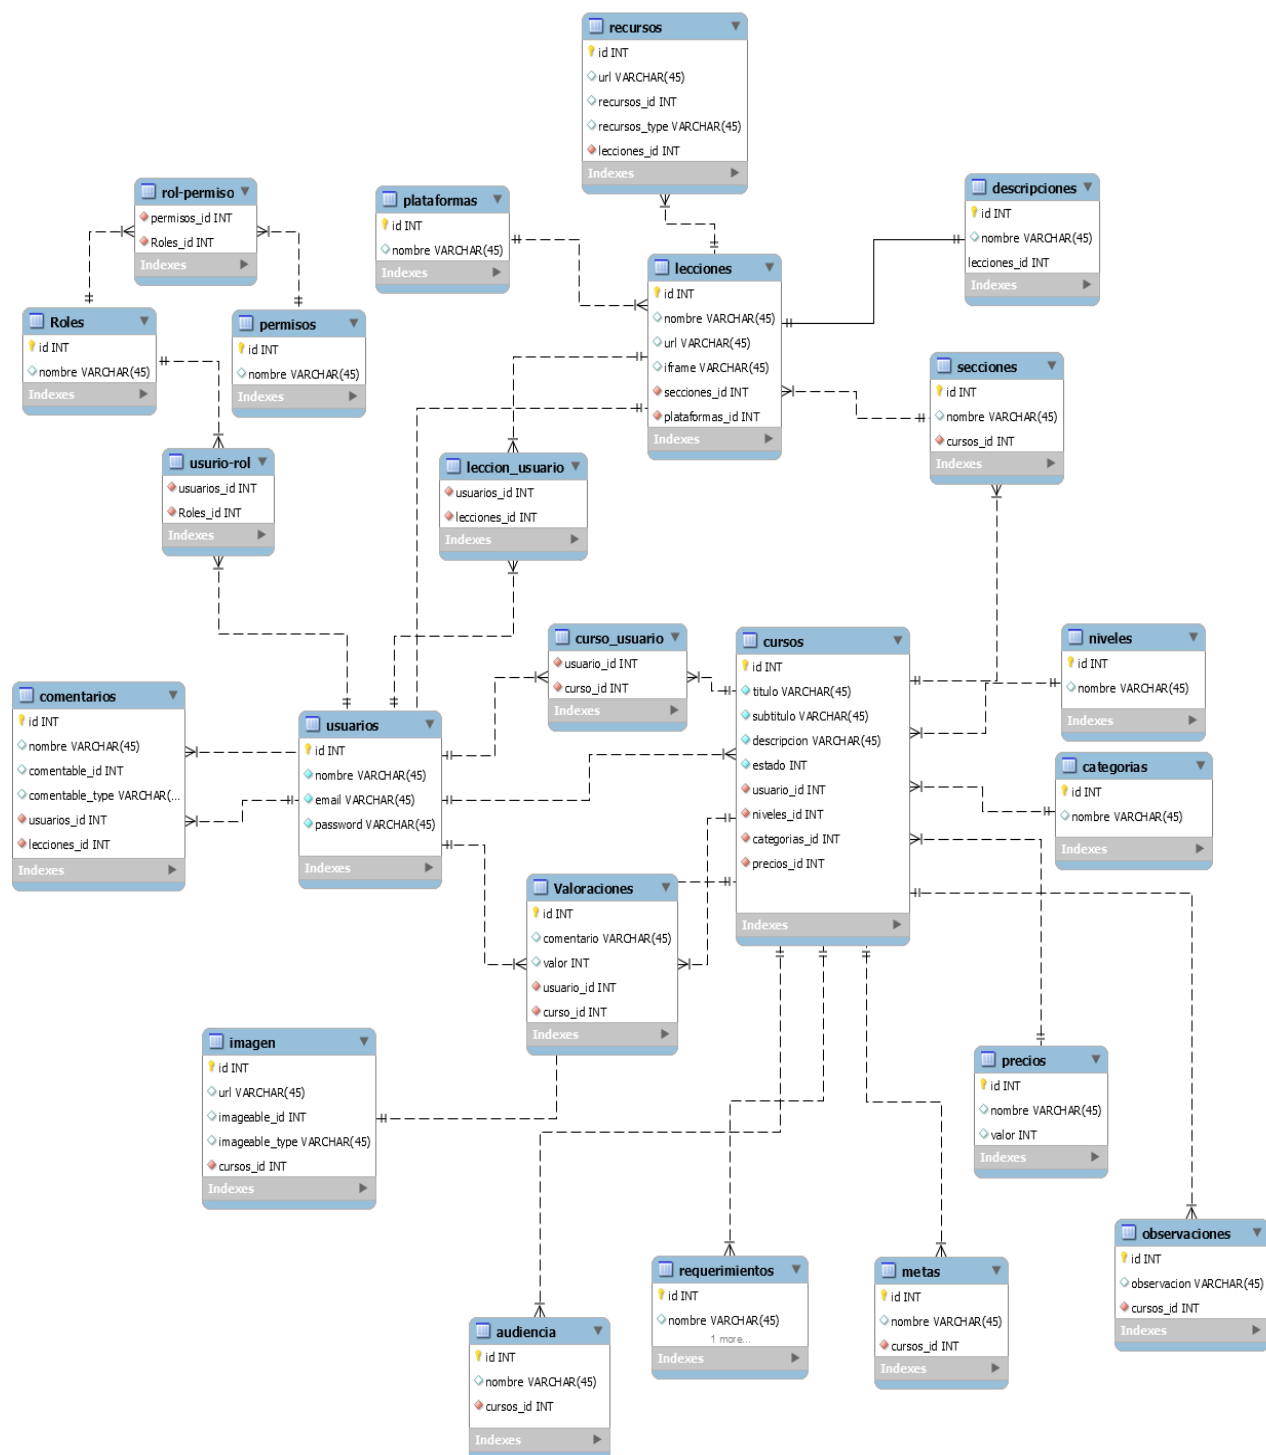 recursos
id INT
url VARCHAR(45)
recursos_id INT
recursos_type VARCHAR(45)
lecciones_id INT
Indexes
rol-permiso
permisos_id INT
Roles_id INT
Indexes
plataformas
id INT
nombre VARCHAR(45)
Indexes
descripciones
id INT
nombre VARCHAR(45)
lecciones_id INT
Indexes
lecciones
id INT
nombre VARCHAR(45)
url VARCHAR(45)
iframe VARCHAR(45)
secciones_id INT
plataformas_id INT
Indexes
Roles
id INT
nombre VARCHAR(45)
Indexes
permisos
id INT
nombre VARCHAR(45)
Indexes
secciones
id INT
nombre VARCHAR(45)
cursos_id INT
Indexes
usurio-rol
usuarios_id INT
Roles_id INT
Indexes
leccion_usuario
usuarios_id INT
lecciones_id INT
Indexes
curso_usuario
usuario_id INT
curso_id INT
Indexes
cursos
id INT
titulo VARCHAR(45)
subtitulo VARCHAR(45)
descripcion VARCHAR(45)
estado INT
usuario_id INT
niveles_id INT
categorias_id INT
precios_id INT
Indexes
niveles
id INT
nombre VARCHAR(45)
Indexes
comentarios
id INT
nombre VARCHAR(45)
comentable_id INT
comentable_type VARCHAR(...
usuarios_id INT
lecciones_id INT
Indexes
usuarios
id INT
nombre VARCHAR(45)
email VARCHAR(45)
password VARCHAR(45)
Indexes
categorias
id INT
nombre VARCHAR(45)
Indexes
Valoraciones
id INT
comentario VARCHAR(45)
valor INT
usuario_id INT
curso_id INT
Indexes
imagen
id INT
url VARCHAR(45)
imageable_id INT
imageable_type VARCHAR(45)
cursos_id INT
Indexes
precios
id INT
nombre VARCHAR(45)
valor INT
Indexes
observaciones
id INT
observacion VARCHAR(45)
cursos_id INT
Indexes
requerimientos
id INT
nombre VARCHAR(45)
1 more...
Indexes
metas
id INT
nombre VARCHAR(45)
cursos_id INT
Indexes
audiencia
id INT
nombre VARCHAR(45)
cursos_id INT
Indexes